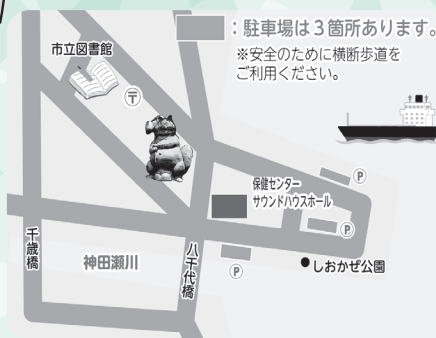 ：駐車場は３箇所あります。
※安全のために横断歩道を
ご利用ください。
市立図書館
〒
Ⓟ
保健センター
サウンドハウスホール
Ⓟ
千歳橋
神田瀬川
八千代橋
Ⓟ
しおかぜ公園